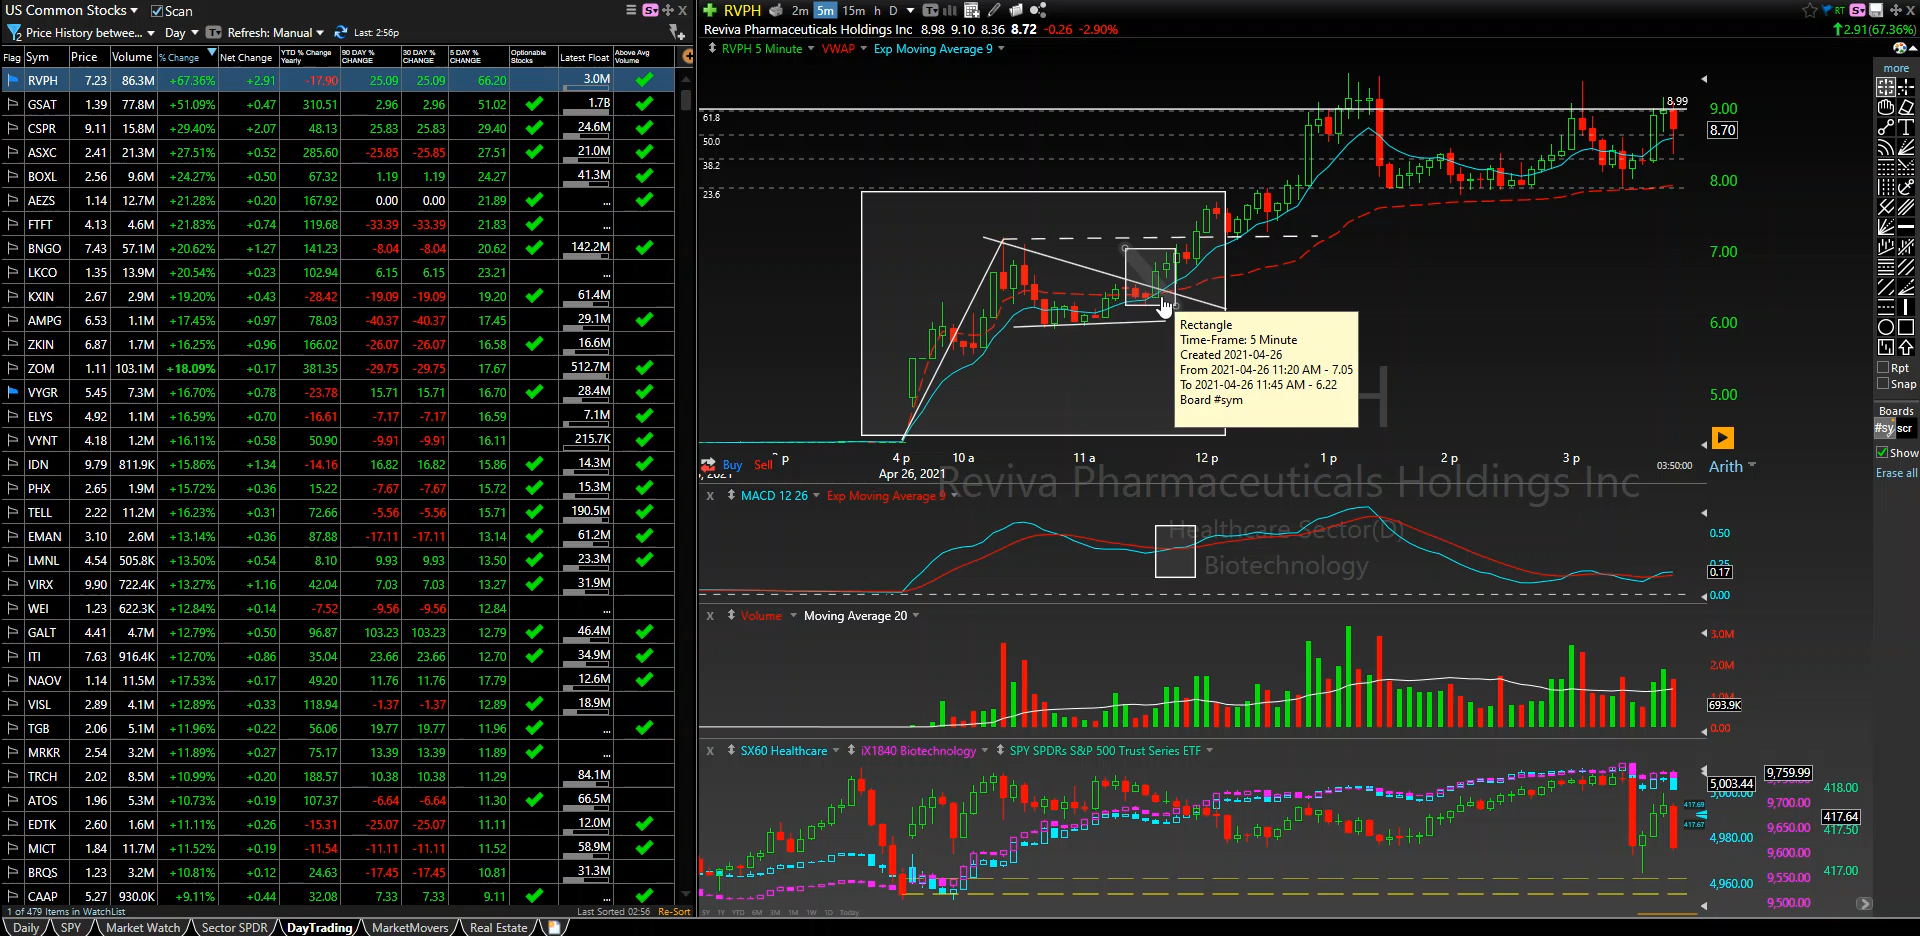 US Common Stocks Scan
Price History betwee... Day Refresh: Manual Last: 2:56p
Flag Sym Price Volume % Change Net Change YTD % Change Yearly 90 DAY % CHANGE 30 DAY % CHANGE 5 DAY % CHANGE Optionable Stocks Latest Float Above Avg Volume
RVPH 7.23 86.3M +67.36% +2.91 -17.90 25.09 25.09 66.20 3.0M
GSAT 1.39 77.8M +51.09% +0.47 310.51 2.96 2.96 51.02 1.7B
CSPR 9.11 15.8M +29.40% +2.07 48.13 25.83 25.83 29.40 24.6M
ASXC 2.41 21.3M +27.51% +0.52 285.60 -25.85 -25.85 27.51 21.0M
BOXL 2.56 9.6M +24.27% +0.50 67.32 1.19 1.19 24.27 41.3M
AEZS 1.14 12.7M +21.28% +0.20 167.92 0.00 0.00 21.89 ...
FTFT 4.13 4.6M +21.83% +0.74 119.68 -33.39 -33.39 21.83 ...
BNGO 7.43 57.1M +20.62% +1.27 141.23 -8.04 -8.04 20.62 142.2M
LKCO 1.35 13.9M +20.54% +0.23 102.94 6.15 6.15 23.21 ...
KXIN 2.67 2.9M +19.20% +0.43 -28.42 -19.09 -19.09 19.20 61.4M
AMPG 6.53 1.1M +17.45% +0.97 78.03 -40.37 -40.37 17.45 29.1M
ZKIN 6.87 1.7M +16.25% +0.96 166.02 -26.07 -26.07 16.58 16.6M
ZOM 1.11 103.1M +18.09% +0.17 381.35 -29.75 -29.75 17.67 512.7M
VYGR 5.45 7.3M +16.70% +0.78 -23.78 15.71 15.71 16.70 28.4M
ELYS 4.92 1.1M +16.59% +0.70 -16.61 -7.17 -7.17 16.59 7.1M
VYNT 4.18 1.2M +16.11% +0.58 50.90 -9.91 -9.91 16.11 215.7K
IDN 9.79 811.9K +15.86% +1.34 -14.16 16.82 16.82 15.86 14.3M
PHX 2.65 1.9M +15.72% +0.36 15.22 -7.67 -7.67 15.72 15.3M
TELL 2.22 11.2M +16.23% +0.31 72.66 -5.56 -5.56 15.71 190.5M
EMAN 3.10 2.6M +13.14% +0.36 87.88 -17.11 -17.11 13.14 61.2M
LMNL 4.54 505.8K +13.50% +0.54 8.10 9.93 9.93 13.50 23.3M
VIRX 9.90 722.4K +13.27% +1.16 42.04 7.03 7.03 13.27 31.9M
WEI 1.23 622.3K +12.84% +0.14 -7.52 -9.56 -9.56 12.84 ...
GALT 4.41 4.7M +12.79% +0.50 96.87 103.23 103.23 12.79 46.4M
ITI 7.63 916.4K +12.70% +0.86 35.04 23.66 23.66 12.70 34.9M
NAOV 1.14 11.5M +17.53% +0.17 49.20 11.76 11.76 17.79 12.6M
VISL 2.89 4.1M +12.89% +0.33 118.94 -1.37 -1.37 12.89 18.9M
TGB 2.06 5.1M +11.96% +0.22 56.06 19.77 19.77 11.96 ...
MRKR 2.54 3.2M +11.89% +0.27 75.17 13.39 13.39 11.89 ...
TRCH 2.02 8.5M +10.99% +0.20 188.57 10.38 10.38 11.29 84.1M
ATOS 1.96 5.3M +10.73% +0.19 107.37 -6.64 -6.64 11.30 66.5M
EDTK 2.60 1.6M +11.11% +0.26 -15.31 -25.07 -25.07 11.11 12.0M
MICT 1.84 11.7M +11.52% +0.19 -11.54 -11.11 -11.11 11.52 58.9M
BRQS 1.23 3.2M +10.81% +0.12 24.63 -17.45 -17.45 10.81 31.3M
CAAP 5.27 930.0K +9.11% +0.44 32.08 7.33 7.33 9.11
1 of 479 Items in WatchList Last Sorted 02:56 Re-Sort
Daily SPY Market Watch Sector SPDR DayTrading MarketMovers Real Estate
RVPH 2m 5m 15m h D RT
Reviva Pharmaceuticals Holdings Inc 8.98 9.10 8.36 8.72 -0.26 -2.90% 2.91(67.36%)
RVPH 5 Minute VWAP Exp Moving Average 9
8.99
61.8
50.0
38.2
23.6
9.00
8.70
8.00
7.00
6.00
5.00
Rectangle
Time-Frame: 5 Minute
Created 2021-04-26
From 2021-04-26 11:20 AM - 7.05
To 2021-04-26 11:45 AM - 6.22
Board #sym
p 4 p 10 a 11 a 12 p 1 p 2 p 3 p
Buy Sell Apr 26, 2021 03:50:00 Arith
, 2021
Reviva Pharmaceuticals Holdings Inc
Healthcare Sector(D)
Biotechnology
MACD 12 26 Exp Moving Average 9
0.50
0.25
0.17
0.00
Volume Moving Average 20
3.0M
2.0M
1.0M
693.9K
0.00
SX60 Healthcare iX1840 Biotechnology SPY SPDRs S&P 500 Trust Series ETF
5,003.44
5,000.00
4,980.00
4,960.00
9,759.99
9,700.00
9,650.00
9,600.00
9,550.00
9,500.00
418.00
417.64
417.50
417.00
417.69
417.67
5Y 1Y YTD 6M 3M 1M 1W 1D Today
more
Rpt
Snap
Boards
#sy scr
Show
Erase all